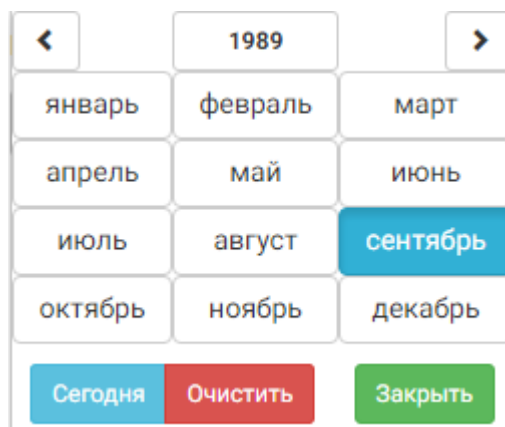 1989
январь февраль март
апрель май июнь
июль август сентябрь
октябрь ноябрь декабрь
Сегодня Очистить Закрыть